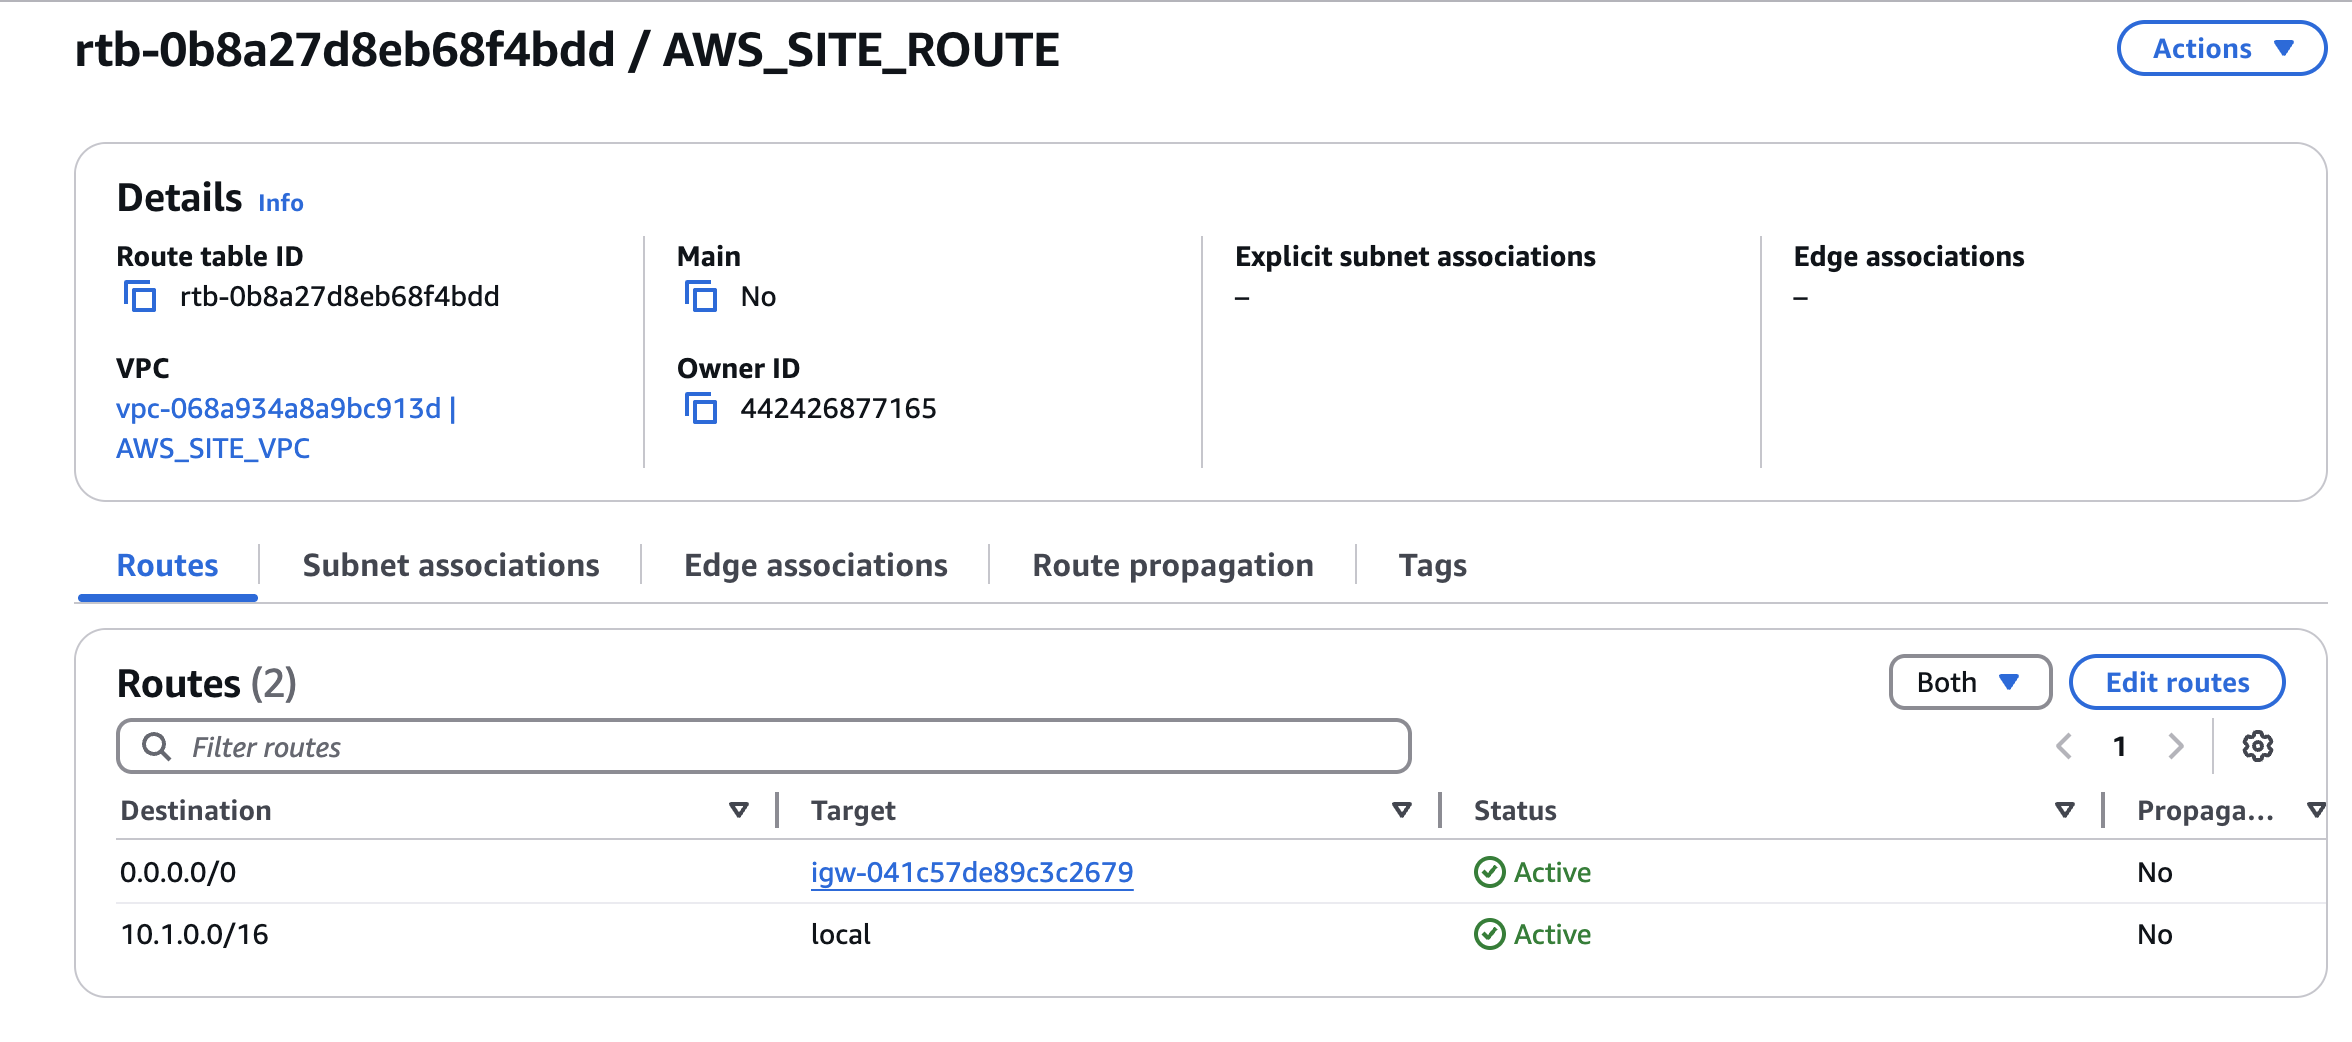 rtb-0b8a27d8eb68f4bdd / AWS_SITE_ROUTE
Actions
Details Info
Route table ID
rtb-0b8a27d8eb68f4bdd
Main
No
Explicit subnet associations
–
Edge associations
–
VPC
vpc-068a934a8a9bc913d |
AWS_SITE_VPC
Owner ID
442426877165
Routes Subnet associations Edge associations Route propagation Tags
Routes (2)
Both Edit routes
Filter routes
1
Destination Target Status Propaga...
0.0.0.0/0 igw-041c57de89c3c2679 Active No
10.1.0.0/16 local Active No